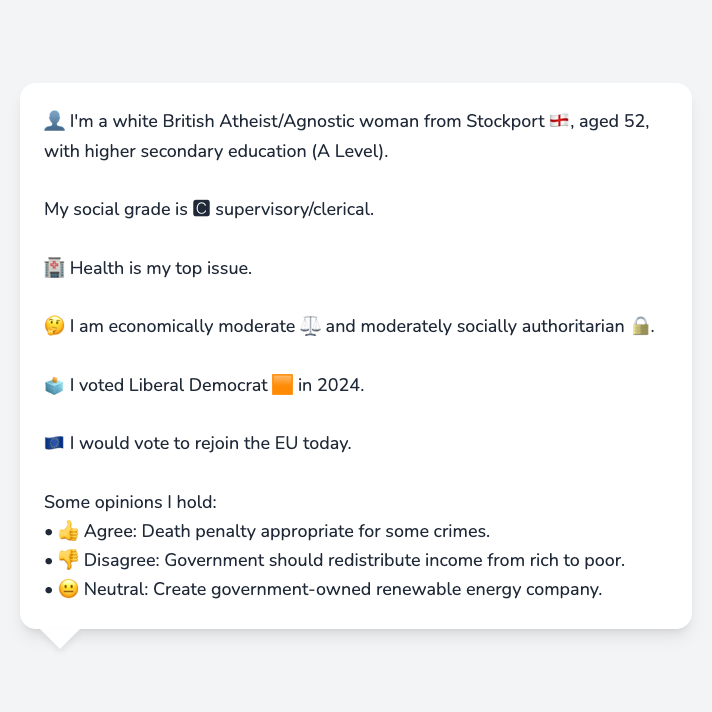 👤 I'm a white British Atheist/Agnostic woman from Stockport 🏴󠁧󠁢󠁥󠁮󠁧󠁿, aged 52,
with higher secondary education (A Level).
My social grade is 🅲 supervisory/clerical.
🏥 Health is my top issue.
🤔 I am economically moderate ⚖️ and moderately socially authoritarian 🔒.
🗳️ I voted Liberal Democrat 🟧 in 2024.
🇪🇺 I would vote to rejoin the EU today.
Some opinions I hold:
• 👍 Agree: Death penalty appropriate for some crimes.
• 👎 Disagree: Government should redistribute income from rich to poor.
• 😐 Neutral: Create government-owned renewable energy company.